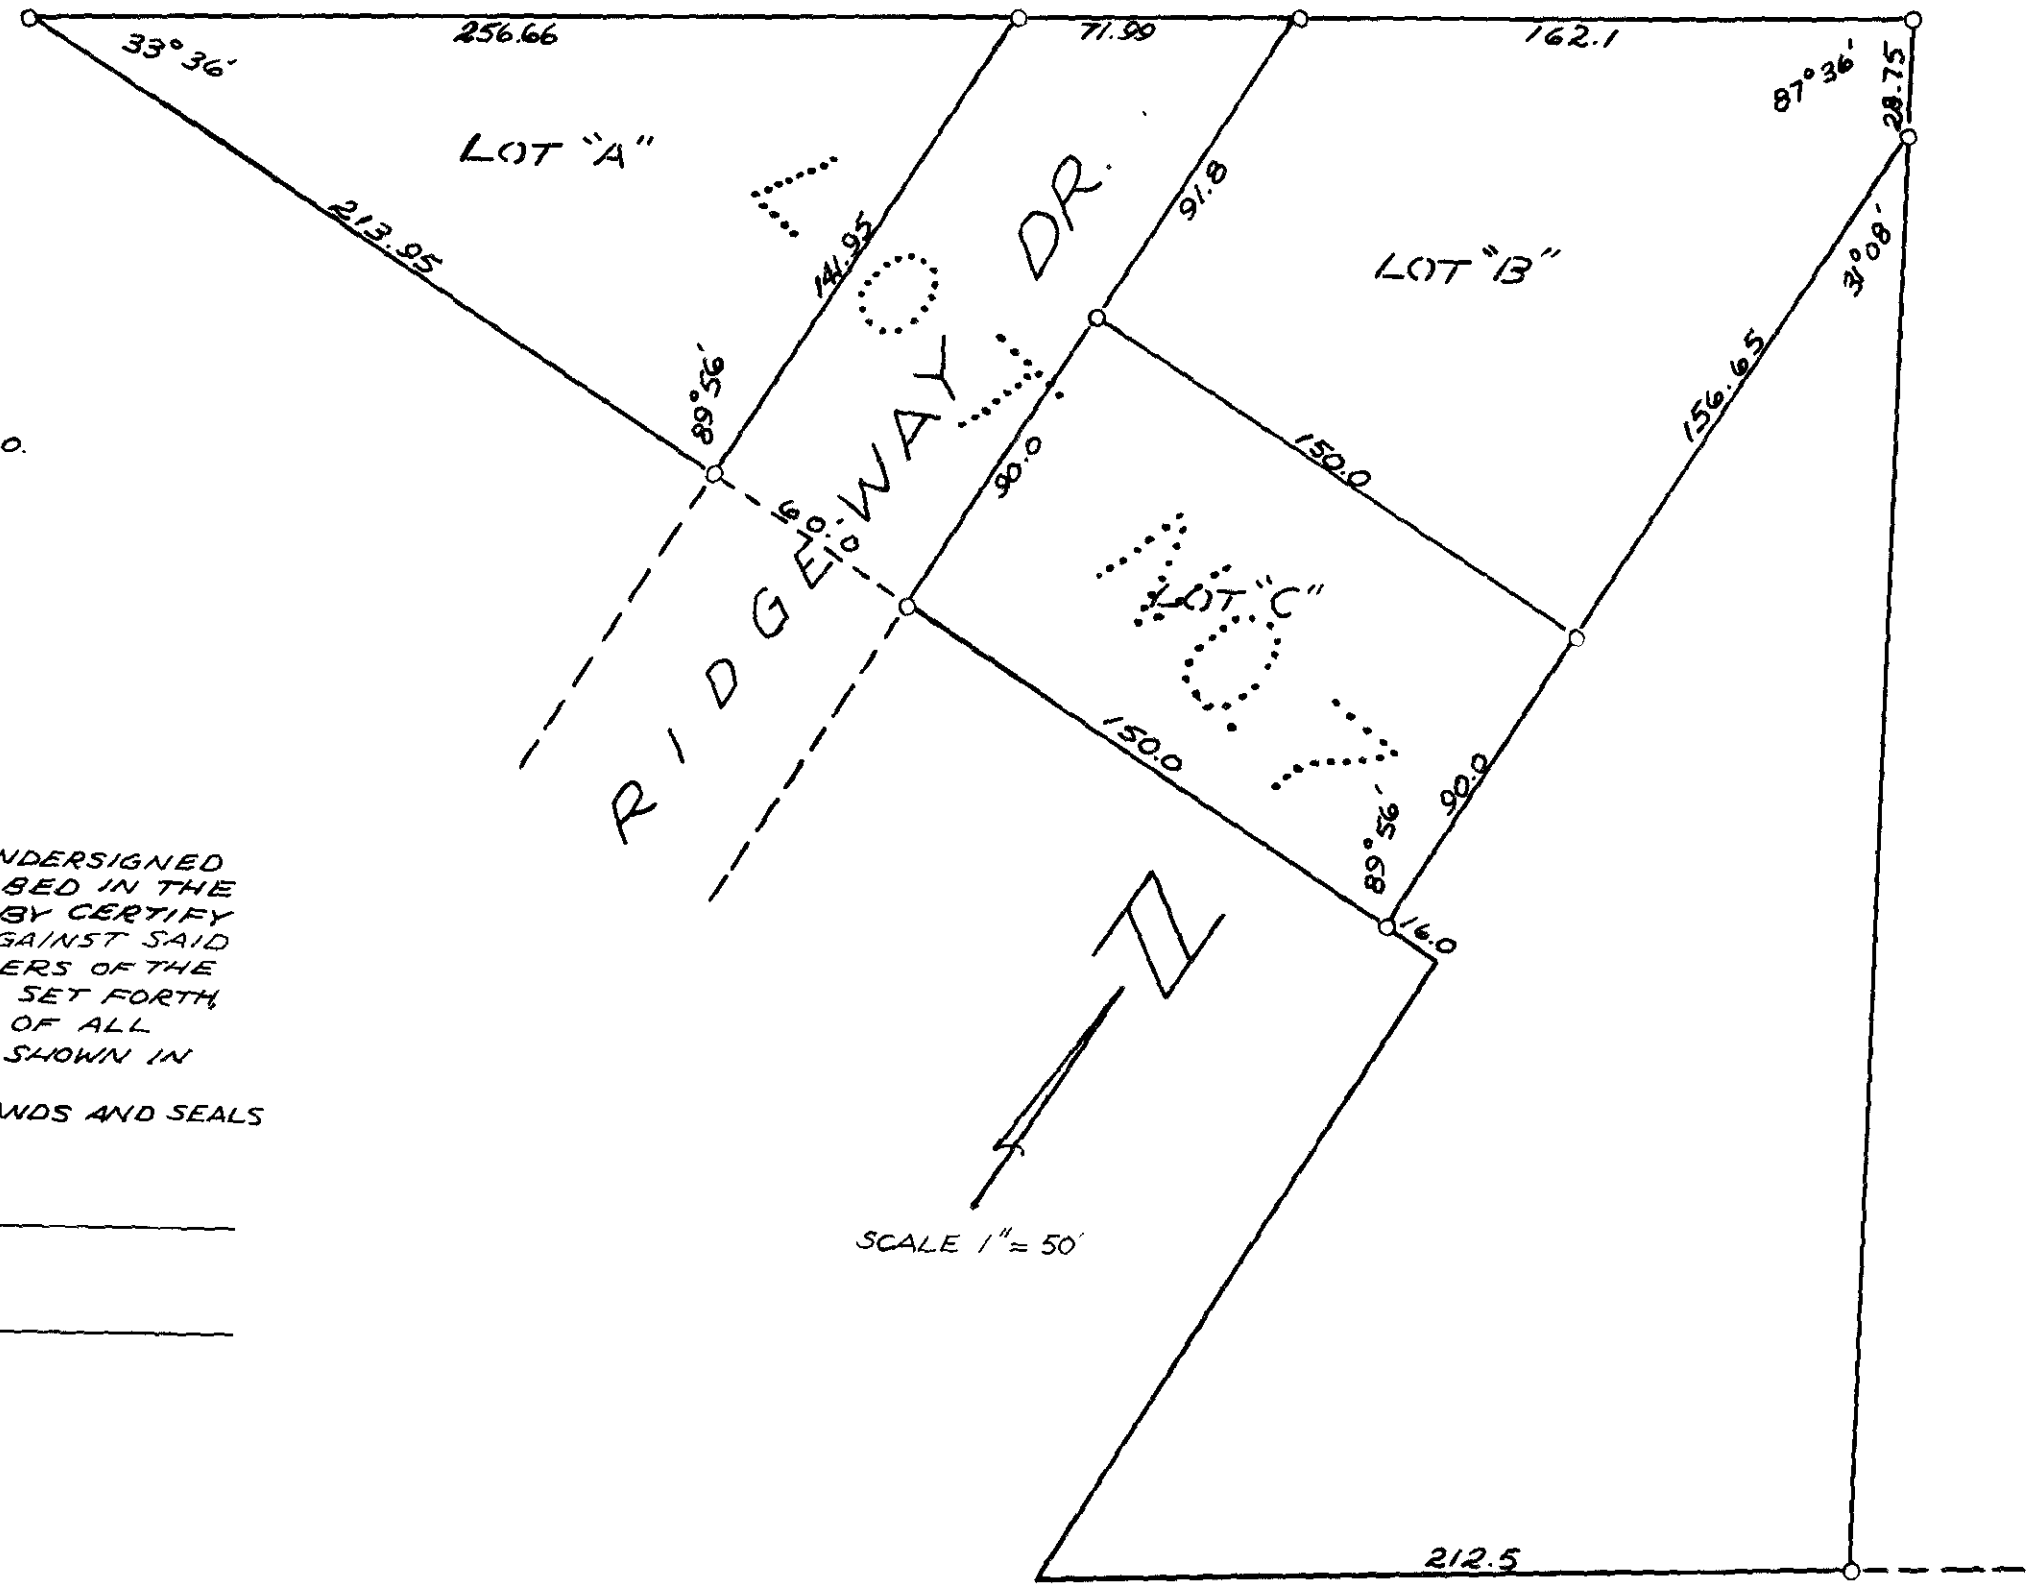 256.66
71.99
162.1
33° 36'
87° 36'
28.75
LOT "A"
213.95
141.95
RIDGEWAY DR.
91.8
LOT "B"
31° 08'
156.65
89° 56'
60.0
90.0
150.0
LOT "C"
150.0
90.0
89° 56'
16.0
O.
NDERSIGNED
BED IN THE
BY CERTIFY
GAINST SAID
ERS OF THE
SET FORTH,
OF ALL
SHOWN IN
ANDS AND SEALS
N
SCALE 1" = 50'
212.5